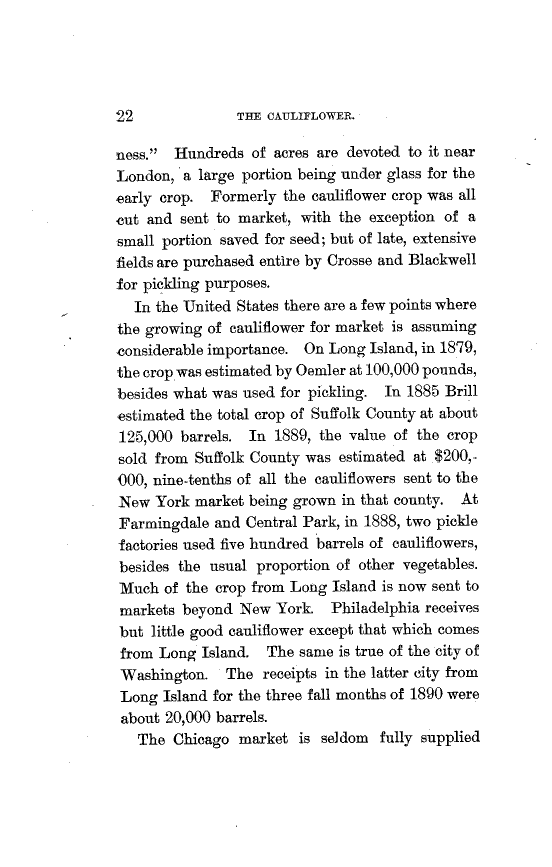 22 THE CAULIFLOWER.
ness.” Hundreds of acres are devoted to it near
London, a large portion being under glass for the
early crop. Formerly the cauliflower crop was all
cut and sent to market, with the exception of a
small portion saved for seed; but of late, extensive
fields are purchased entire by Crosse and Blackwell
for pickling purposes.
In the United States there are a few points where
the growing of cauliflower for market is assuming
considerable importance. On Long Island, in 1879,
the crop was estimated by Oemler at 100,000 pounds,
besides what was used for pickling. In 1885 Brill
estimated the total crop of Suffolk County at about
125,000 barrels. In 1889, the value of the crop
sold from Suffolk County was estimated at $200,-
000, nine-tenths of all the cauliflowers sent to the
New York market being grown in that county. At
Farmingdale and Central Park, in 1888, two pickle
factories used five hundred barrels of cauliflowers,
besides the usual proportion of other vegetables.
Much of the crop from Long Island is now sent to
markets beyond New York. Philadelphia receives
but little good cauliflower except that which comes
from Long Island. The same is true of the city of
Washington. The receipts in the latter city from
Long Island for the three fall months of 1890 were
about 20,000 barrels.
The Chicago market is seldom fully supplied